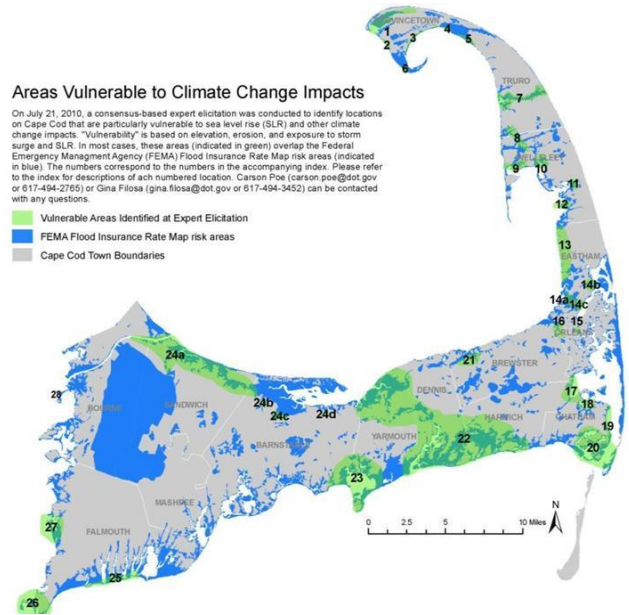 Areas Vulnerable to Climate Change Impacts
On July 21, 2010, a consensus-based expert elicitation was conducted to identify locations
on Cape Cod that are particularly vulnerable to sea level rise (SLR) and other climate
change impacts. "Vulnerability" is based on elevation, erosion, and exposure to storm
surge and SLR. In most cases, these areas (indicated in green) overlap the Federal
Emergency Managment Agency (FEMA) Flood Insurance Rate Map risk areas (indicated
in blue). The numbers correspond to the numbers in the accompanying index. Please refer
to the index for descriptions of ach numbered location. Carson Poe (carson.poe@dot.gov
or 617-494-2765) or Gina Filosa (gina.filosa@dot.gov or 617-494-3452) can be contacted
with any questions.
Vulnerable Areas Identified at Expert Elicitation
FEMA Flood Insurance Rate Map risk areas
Cape Cod Town Boundaries
PROVINCETOWN
1
2
3
4
5
6
TRURO
7
8
WELLFLEET
9
10
11
12
13
EASTHAM
14b
14a
14c
16
15
ORLEANS
21
BREWSTER
24a
DENNIS
17
28
24b
18
BOURNE
SANDWICH
24c
24d
HARWICH
CHATHAM
19
YARMOUTH
22
BARNSTABLE
20
23
MASHPEE
N
27
FALMOUTH
0 2.5 5 10 Miles
25
26